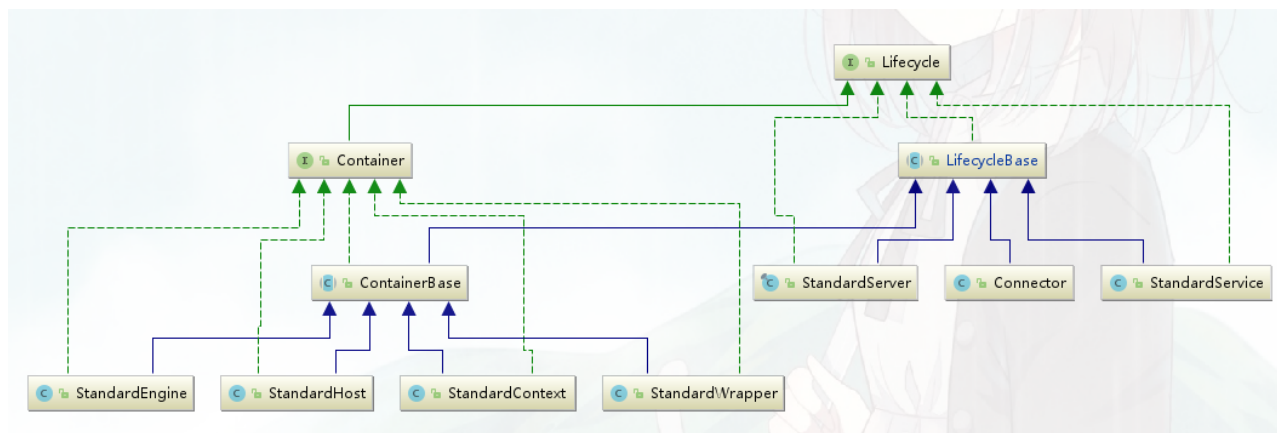 Lifecycle
Container
LifecycleBase
ContainerBase
StandardServer
Connector
StandardService
StandardEngine
StandardHost
StandardContext
StandardWrapper